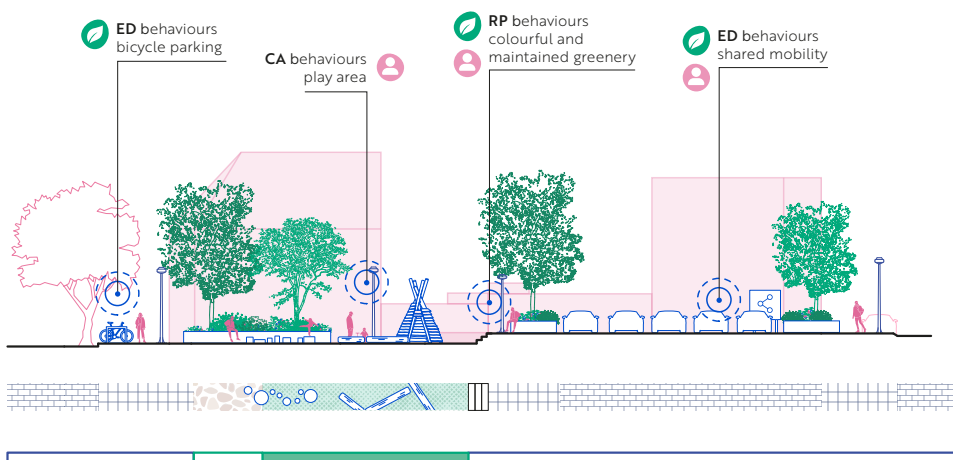 ED behaviours
bicycle parking
CA behaviours
play area
RP behaviours
colourful and
maintained greenery
ED behaviours
shared mobility